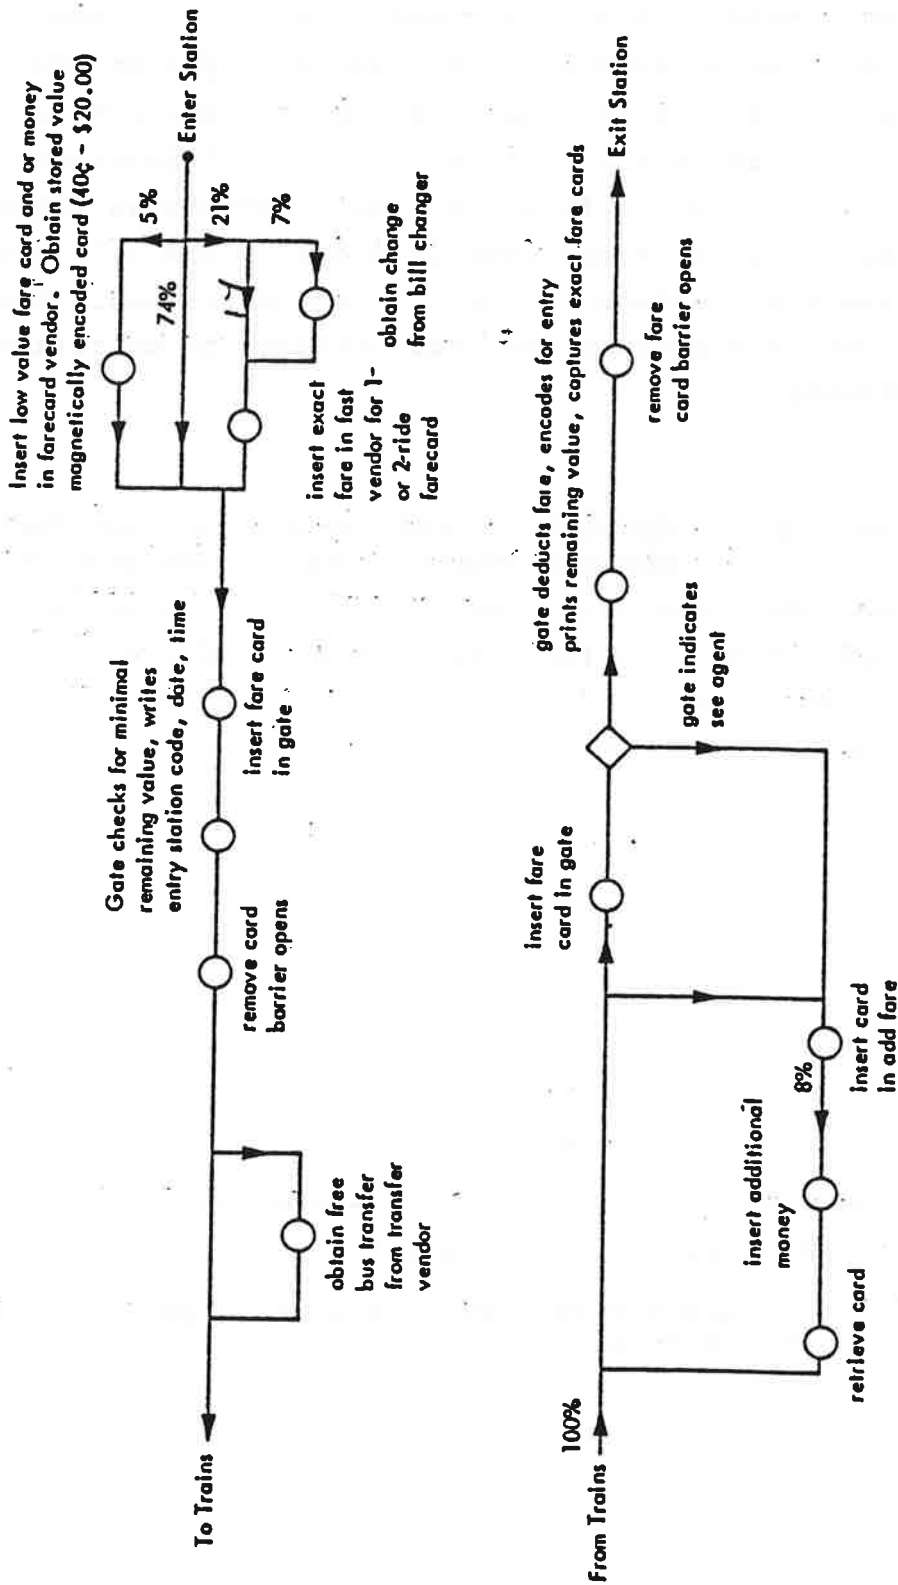 Insert low value fare card and or money
in farecard vendor. Obtain stored value
magnetically encoded card (40¢ - $20.00)
Enter Station
5%
74%
21%
7%
obtain change
from bill changer
insert exact
fare in fast
vendor for 1-
or 2-ride
farecard
insert fare card
in gate
Gate checks for minimal
remaining value, writes
entry station code, date, time
remove card
barrier opens
obtain free
bus transfer
from transfer
vendor
To Trains
From Trains
100%
insert fare
card in gate
gate indicates
see agent
gate deducts fare, encodes for entry
prints remaining value, captures exact fare cards
remove fare
card barrier opens
Exit Station
insert card
in add fare
8%
insert additional
money
retrieve card